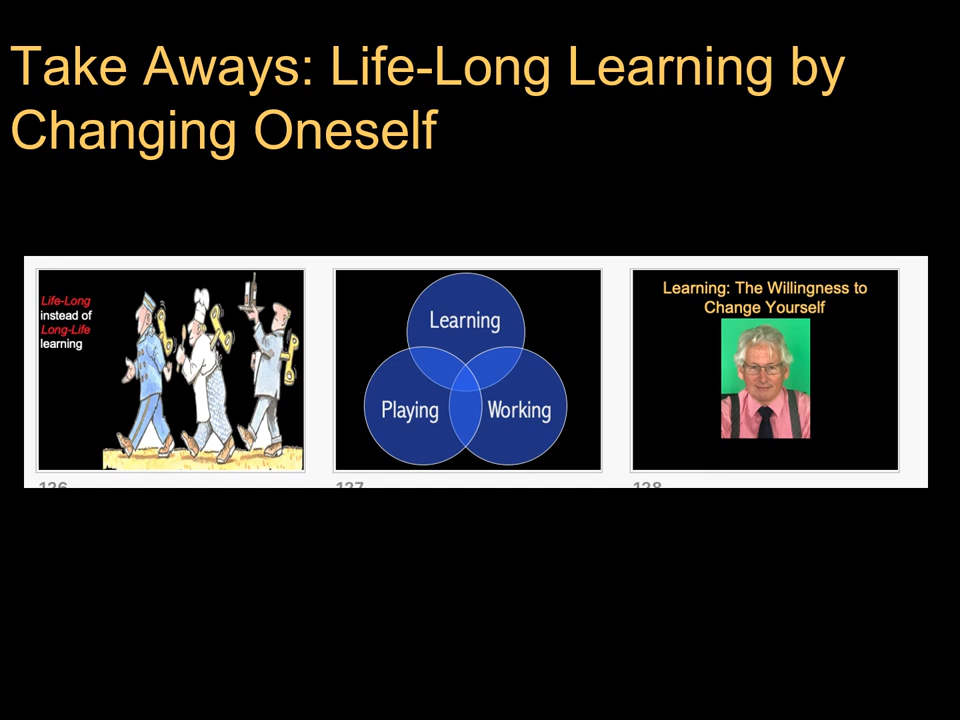 Take Aways: Life-Long Learning by
Changing Oneself
Life-Long
instead of
Long-Life
learning
Learning
Playing
Working
Learning: The Willingness to
Change Yourself
126
127
128